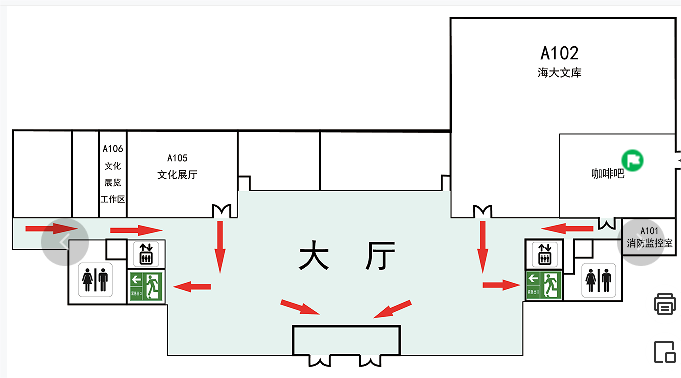 A102
海大文库
A106
文化
展览
工作区
A105
文化展厅
咖啡吧
A101
消防监控室
大 厅